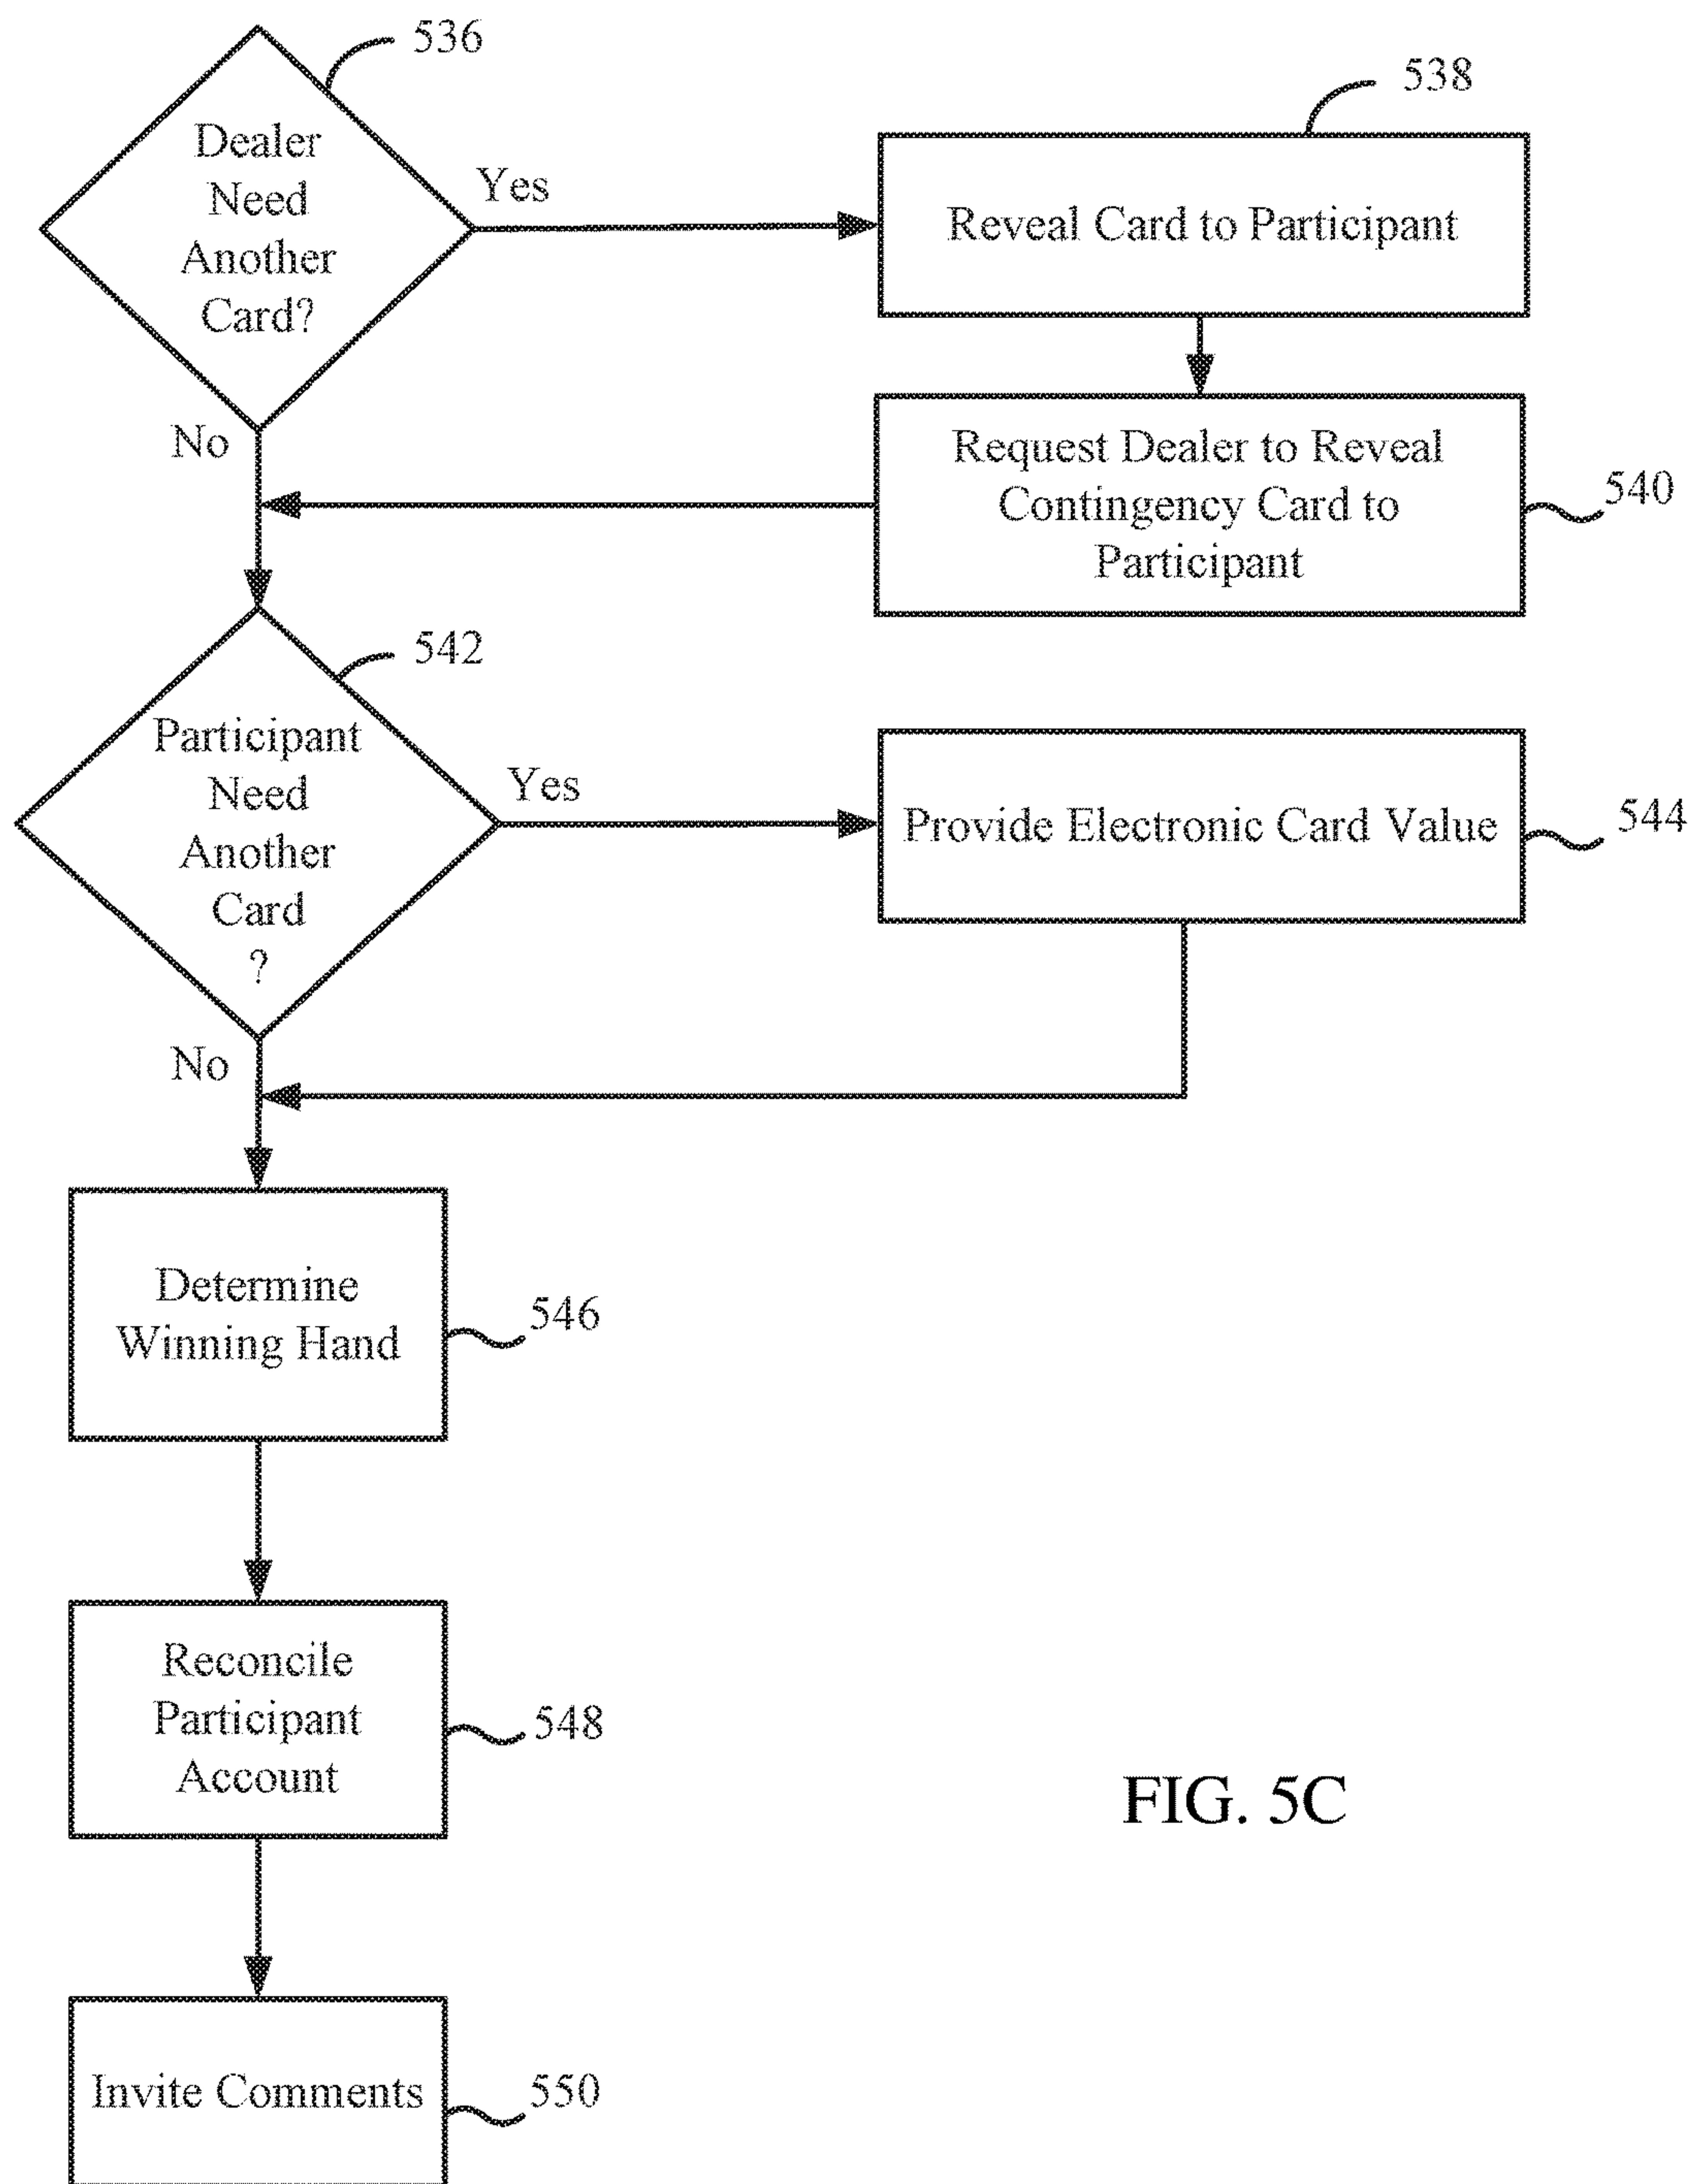 536
Dealer
Need
Another
Card?
Yes
538
Reveal Card to Participant
No
Request Dealer to Reveal
Contingency Card to
Participant
540
542
Participant
Need
Another
Card
?
Yes
Provide Electronic Card Value
544
No
Determine
Winning Hand
546
Reconcile
Participant
Account
548
FIG. 5C
Invite Comments
550